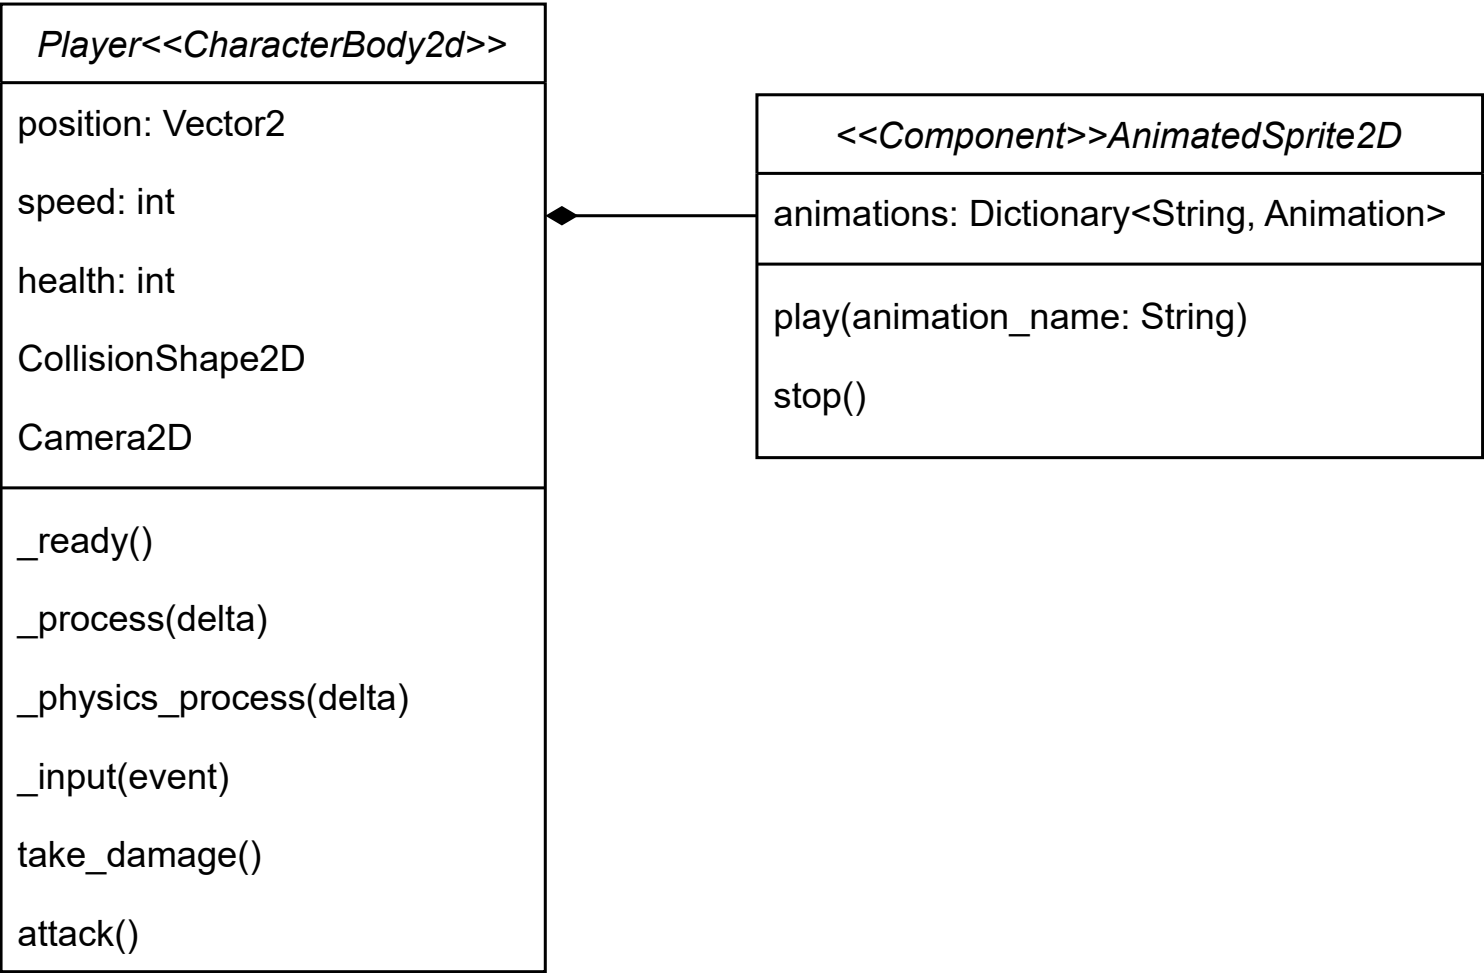 Player<<CharacterBody2d>>
position: Vector2
speed: int
health: int
CollisionShape2D
Camera2D
_ready()
_process(delta)
_physics_process(delta)
_input(event)
take_damage()
attack()
<<Component>>AnimatedSprite2D
animations: Dictionary<String, Animation>
play(animation_name: String)
stop()